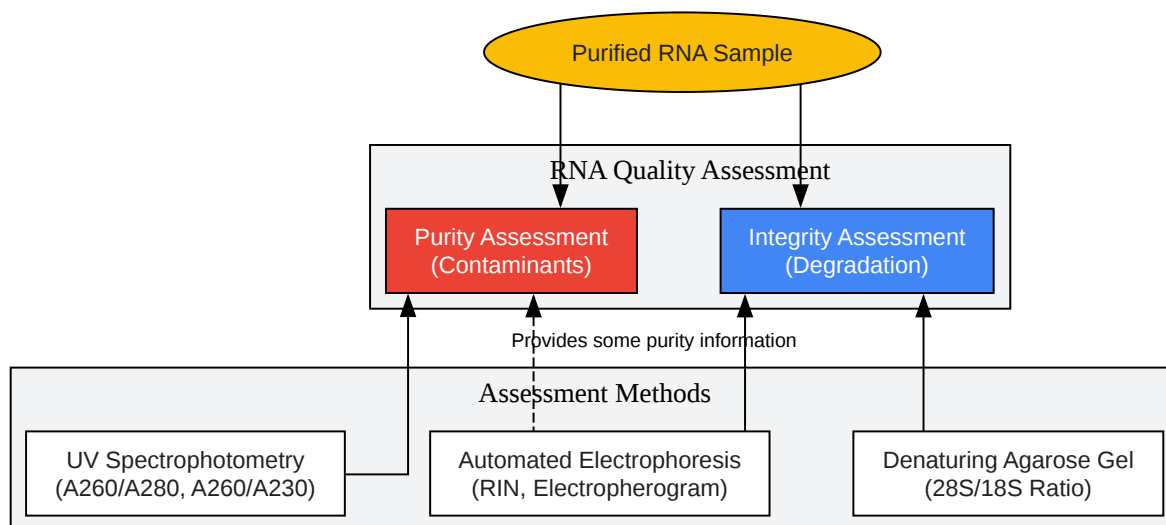 Purified RNA Sample
RNA Quality Assessment
Purity Assessment
(Contaminants)
Integrity Assessment
(Degradation)
Provides some purity information
Assessment Methods
UV Spectrophotometry
(A260/A280, A260/A230)
Automated Electrophoresis
(RIN, Electropherogram)
Denaturing Agarose Gel
(28S/18S Ratio)